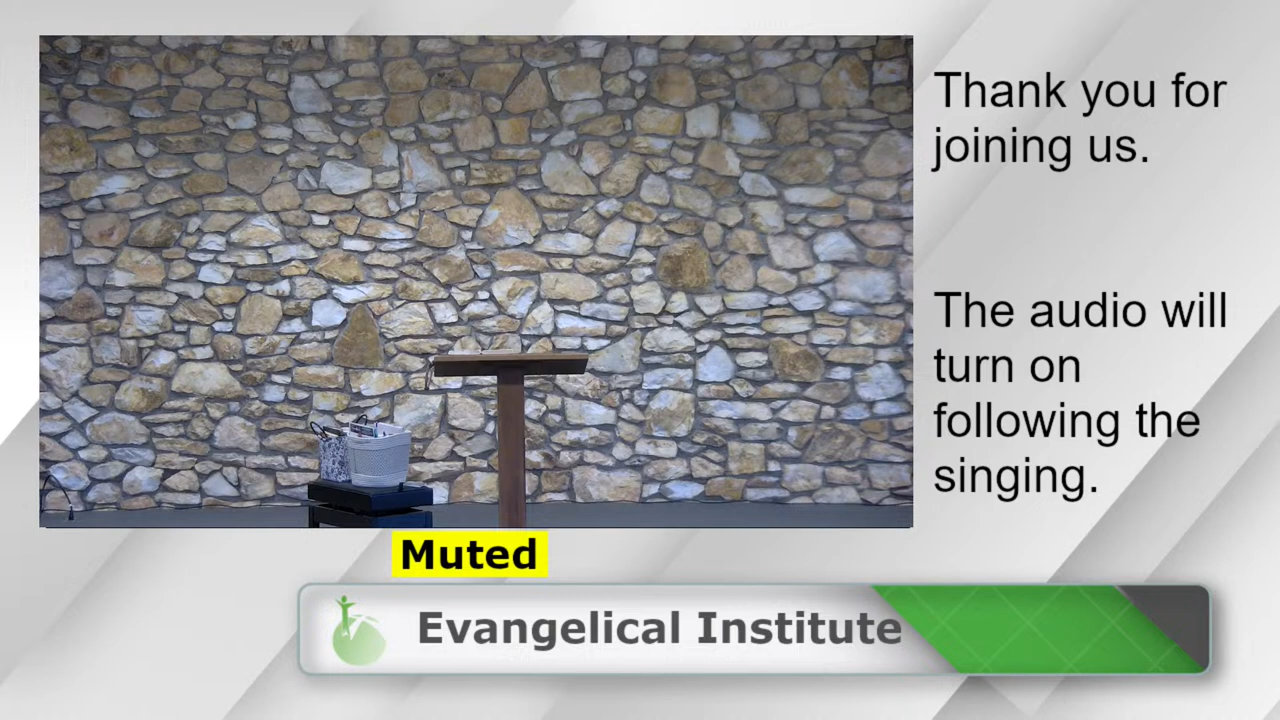 Thank you for
joining us.
The audio will
turn on
following the
singing.
Muted
Evangelical Institute